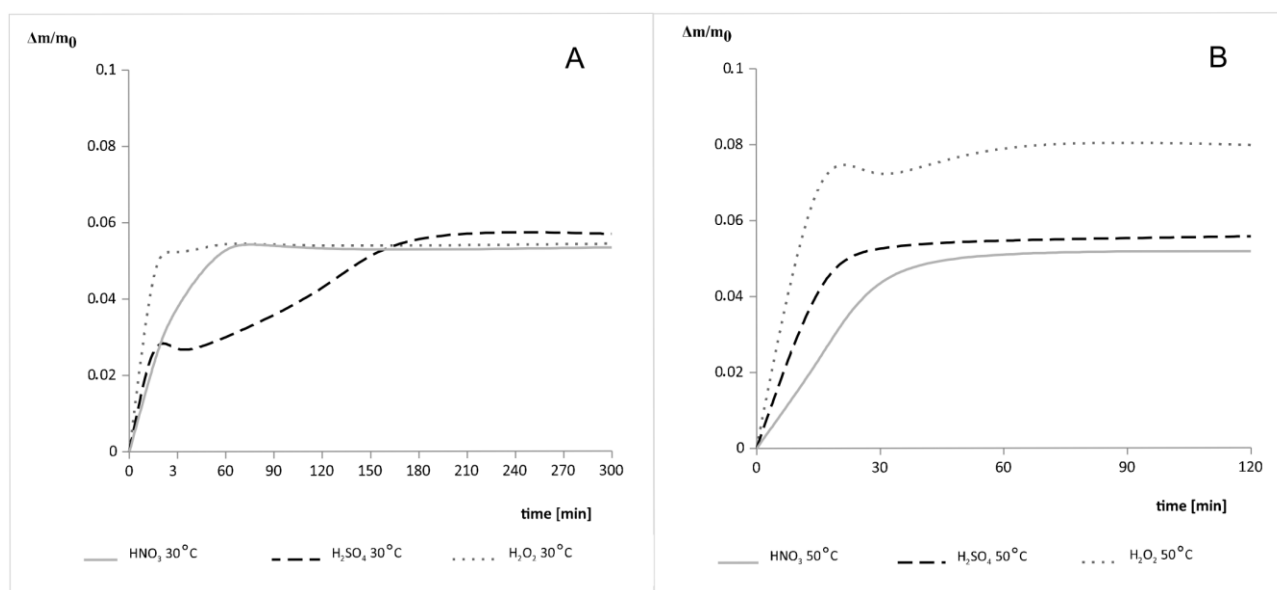 Δm/m0
A
0.1
0.08
0.06
0.04
0.02
0
0 3 60 90 120 150 180 210 240 270 300
time [min]
HNO3 30°C H2SO4 30°C H2O2 30°C
Δm/m0
B
0.1
0.08
0.06
0.04
0.02
0
0 30 60 90 120
time [min]
HNO3 50°C H2SO4 50°C H2O2 50°C